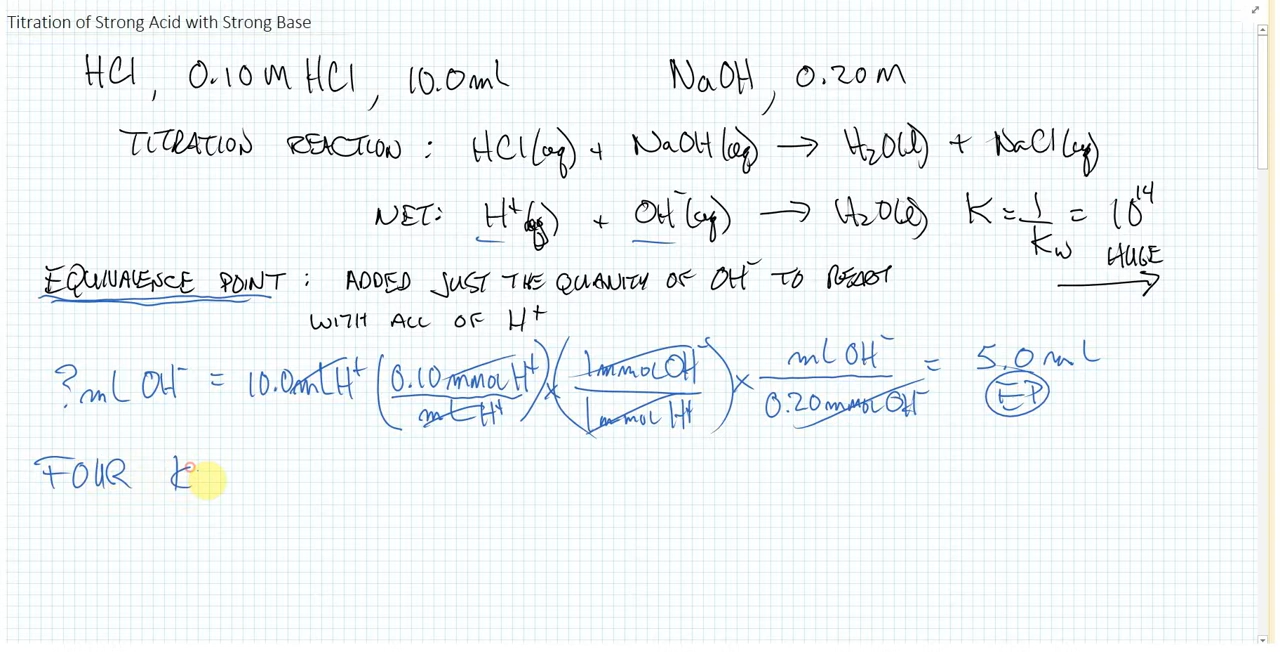 Titration of Strong Acid with Strong Base
HCl, 0.10 M HCl, 10.0 mL NaOH, 0.20 M
TITRATION REACTION: HCl(aq) + NaOH(aq) → H₂O(l) + NaCl(aq)
NET: H⁺(aq) + OH⁻(aq) → H₂O(l) K = 1/Kw = 10¹⁴
HUGE
EQUIVALENCE POINT: ADDED JUST THE QUANTITY OF OH⁻ TO REACT
WITH ALL OF H⁺
? mL OH⁻ = 10.0 mL H⁺ (0.10 mmol H⁺/mL H⁺) × (1 mmol OH⁻/1 mmol H⁺) × mL OH⁻/0.20 mmol OH⁻ = 5.0 mL
EP
FOUR